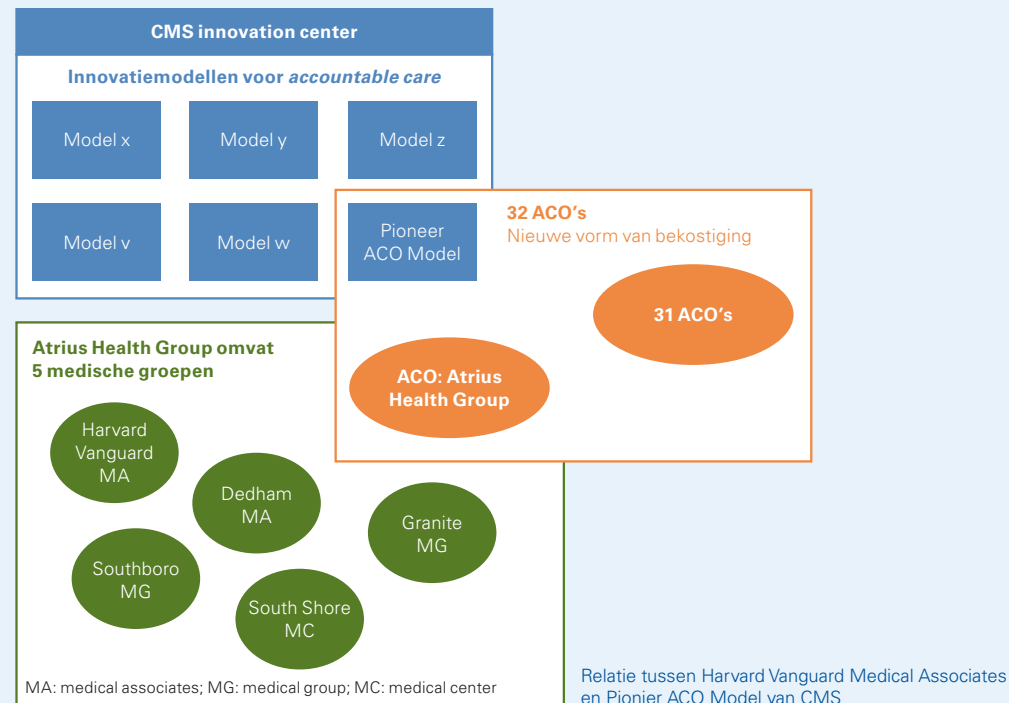 CMS innovation center
Innovatiemodellen voor accountable care
Model x
Model y
Model z
Model v
Model w
Pioneer
ACO Model
32 ACO's
Nieuwe vorm van bekostiging
31 ACO's
ACO: Atrius
Health Group
Atrius Health Group omvat
5 medische groepen
Harvard
Vanguard
MA
Dedham
MA
Granite
MG
Southboro
MG
South Shore
MC
MA: medical associates; MG: medical group; MC: medical center
Relatie tussen Harvard Vanguard Medical Associates
en Pionier ACO Model van CMS